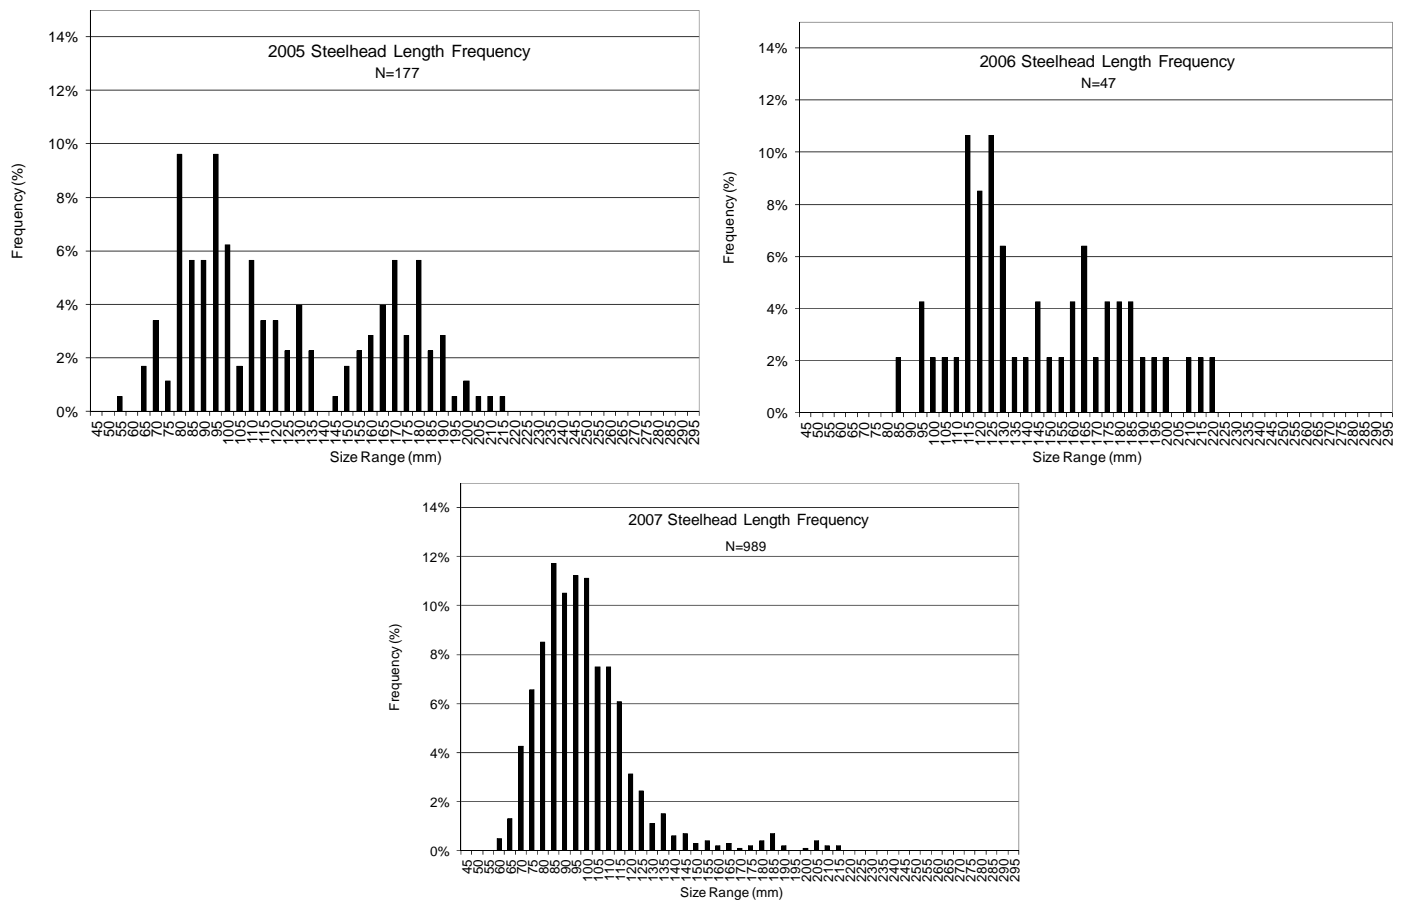 2005 Steelhead Length Frequency
N=177
14%
12%
10%
8%
6%
4%
2%
0%
Frequency (%)
45 50 55 60 65 70 75 80 85 90 95 100 105 110 115 120 125 130 135 140 145 150 155 160 165 170 175 180 185 190 195 200 205 210 215 220 225 230 235 240 245 250 255 260 265 270 275 280 285 290 295
Size Range (mm)
2006 Steelhead Length Frequency
N=47
14%
12%
10%
8%
6%
4%
2%
0%
Frequency (%)
45 50 55 60 65 70 75 80 85 90 95 100 105 110 115 120 125 130 135 140 145 150 155 160 165 170 175 180 185 190 195 200 205 210 215 220 225 230 235 240 245 250 255 260 265 270 275 280 285 290 295
Size Range (mm)
2007 Steelhead Length Frequency
N=989
14%
12%
10%
8%
6%
4%
2%
0%
Frequency (%)
45 50 55 60 65 70 75 80 85 90 95 100 105 110 115 120 125 130 135 140 145 150 155 160 165 170 175 180 185 190 195 200 205 210 215 220 225 230 235 240 245 250 255 260 265 270 275 280 285 290 295
Size Range (mm)